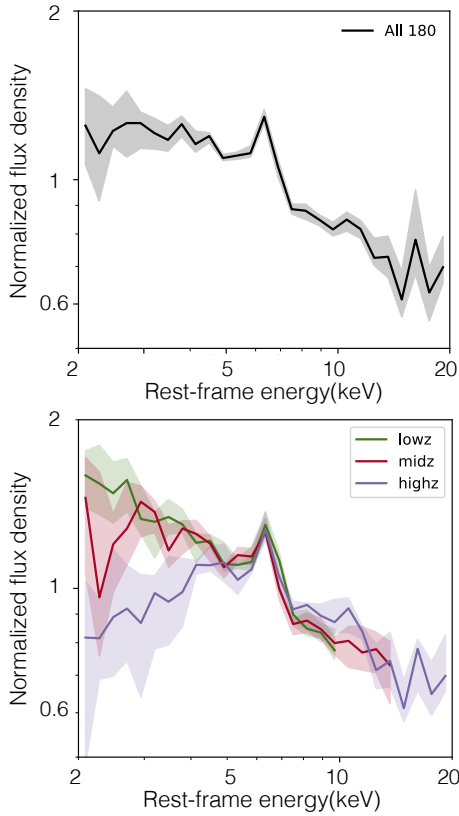 2
All 180
Normalized flux density
1
0.6
2
5
10
20
Rest-frame energy(keV)
2
lowz
midz
highz
Normalized flux density
1
0.6
2
5
10
20
Rest-frame energy(keV)